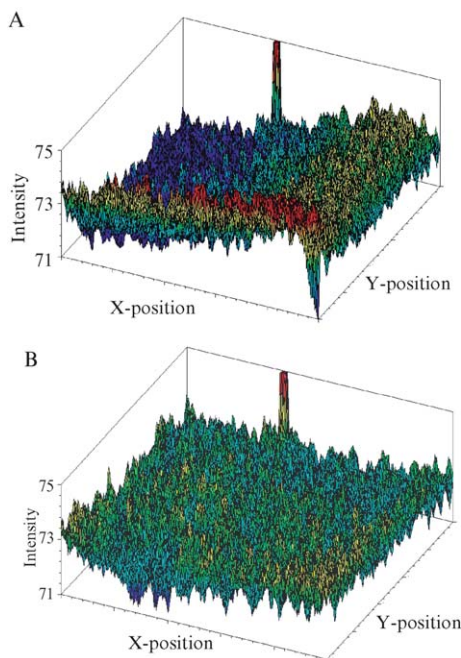 A
75
73
71
Intensity
X-position
Y-position
B
75
73
71
Intensity
X-position
Y-position